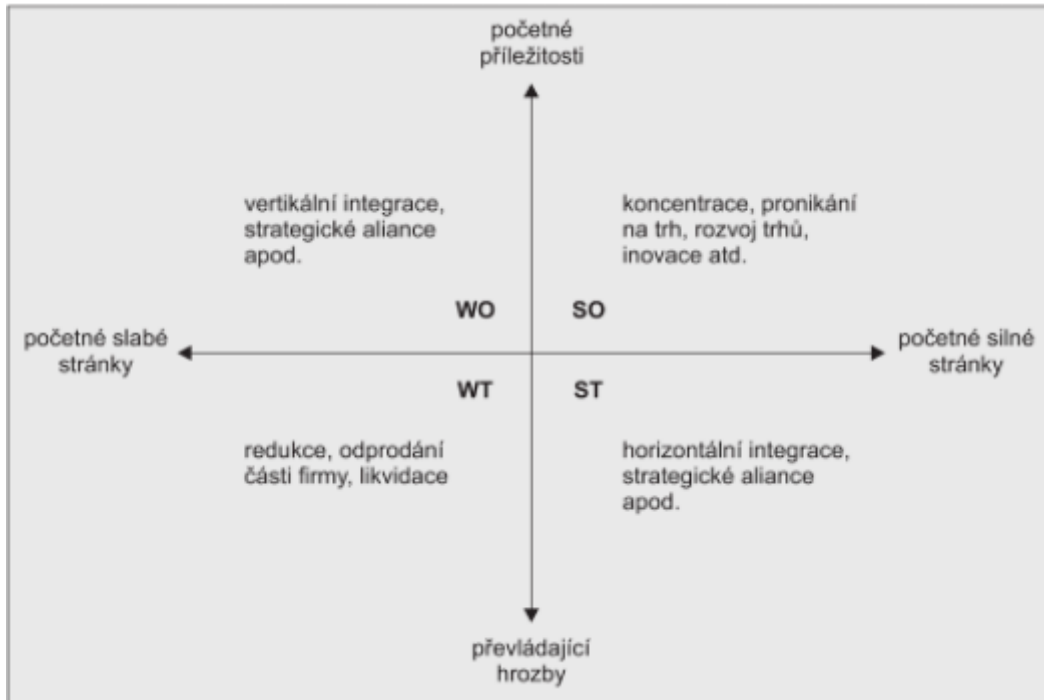 početné
příležitosti
vertikální integrace,
strategické aliance
apod.
koncentrace, pronikání
na trh, rozvoj trhů,
inovace atd.
WO
SO
početné slabé
stránky
početné silné
stránky
WT
ST
redukce, odprodání
části firmy, likvidace
horizontální integrace,
strategické aliance
apod.
převládající
hrozby